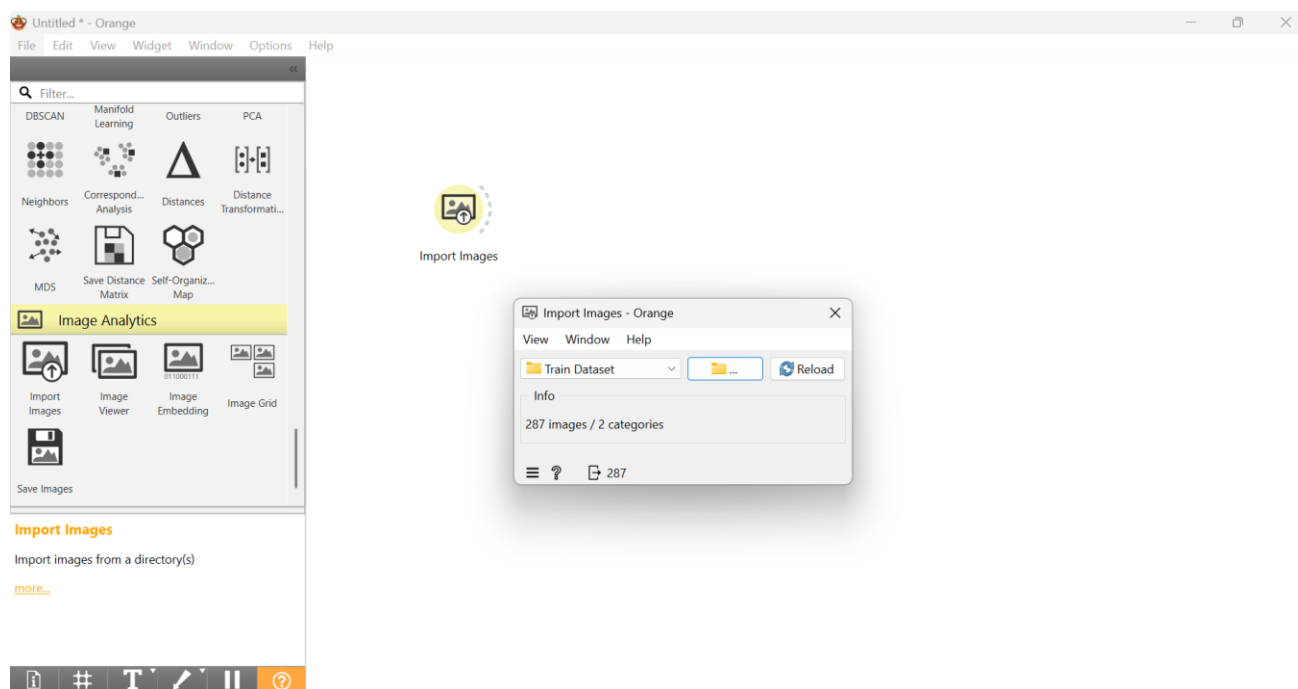 Untitled * - Orange
File Edit View Widget Window Options Help
Filter...
DBSCAN Manifold Learning Outliers PCA
Neighbors Correspond... Analysis Distances Distance Transformati...
MDS Save Distance Matrix Self-Organiz... Map
Image Analytics
011000111
Import Images Image Viewer Image Embedding Image Grid
Save Images
Import Images
Import images from a directory(s)
more...
Import Images
Import Images - Orange
View Window Help
Train Dataset ... Reload
Info
287 images / 2 categories
287